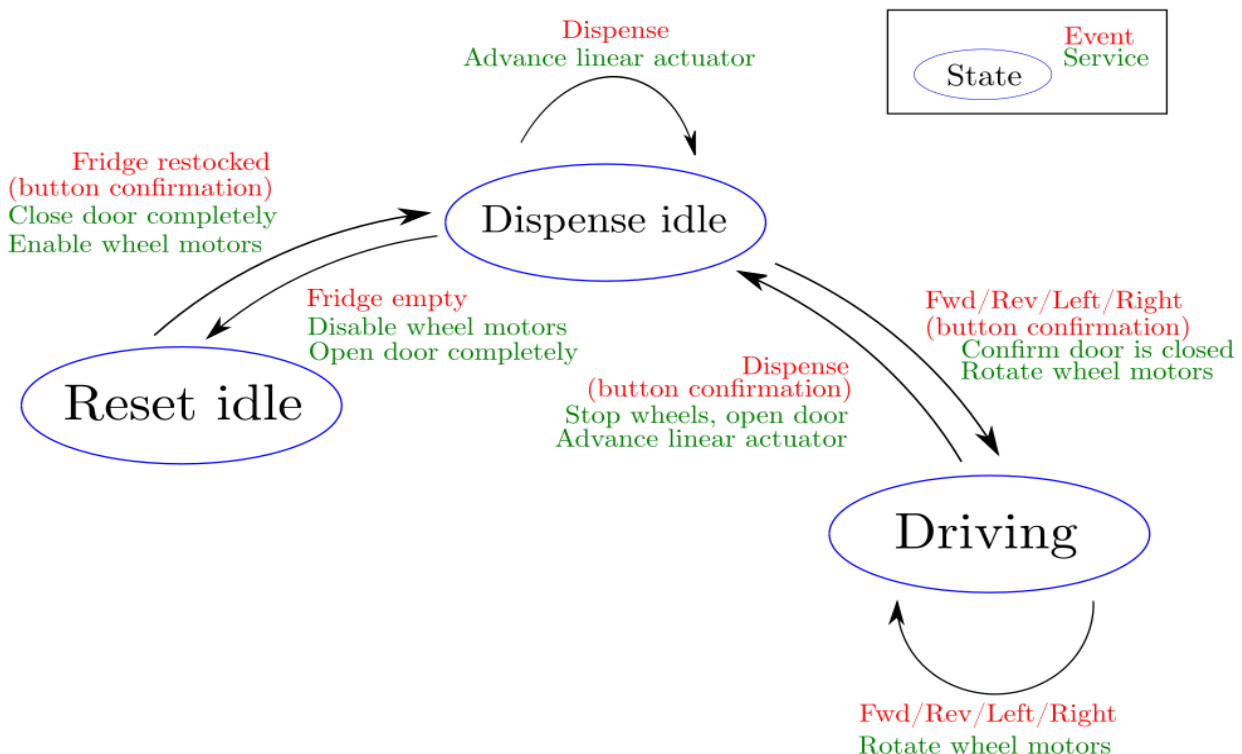 Dispense
Advance linear actuator
Event
Service
State
Fridge restocked
(button confirmation)
Close door completely
Enable wheel motors
Dispense idle
Fridge empty
Disable wheel motors
Open door completely
Fwd/Rev/Left/Right
(button confirmation)
Confirm door is closed
Rotate wheel motors
Dispense
(button confirmation)
Stop wheels, open door
Advance linear actuator
Reset idle
Driving
Fwd/Rev/Left/Right
Rotate wheel motors